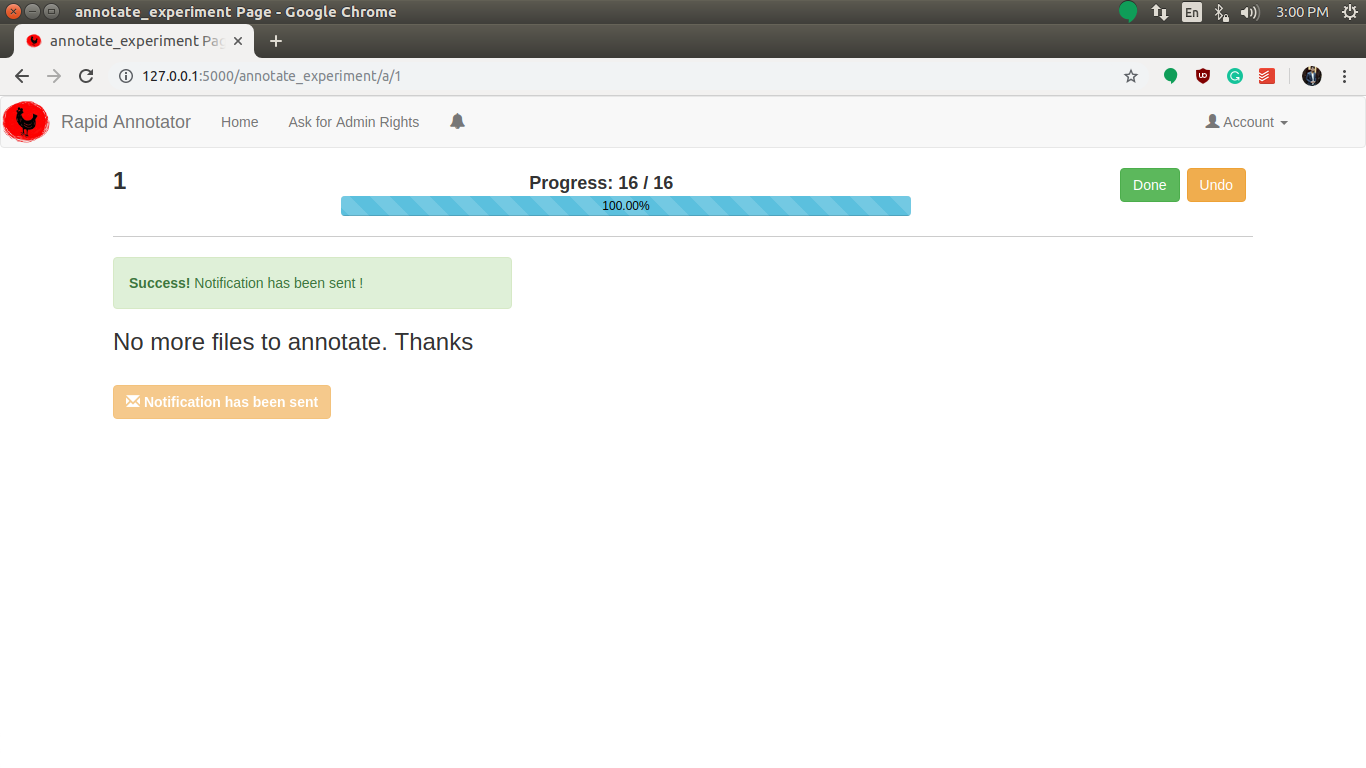 annotate_experiment Page - Google Chrome
En
3:00 PM
annotate_experiment Pa
127.0.0.1:5000/annotate_experiment/a/1
Rapid Annotator
Home
Ask for Admin Rights
Account
1
Progress: 16 / 16
100.00%
Done
Undo
Success! Notification has been sent !
No more files to annotate. Thanks
Notification has been sent